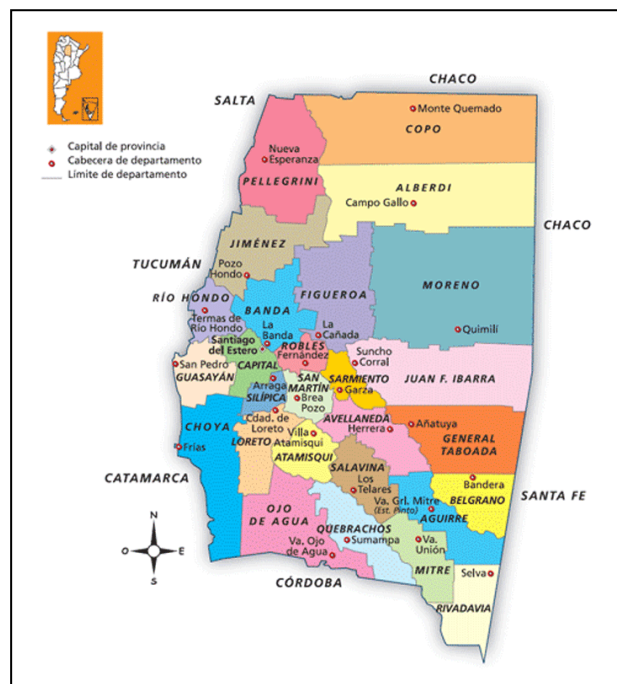 CHACO
SALTA
Capital de provincia
Cabecera de departamento
Límite de departamento
Monte Quemado
COPO
Nueva
Esperanza
PELLEGRINI
ALBERDI
Campo Gallo
CHACO
JIMÉNEZ
TUCUMÁN
Pozo
Hondo
MORENO
RÍO HONDO
FIGUEROA
BANDA
Termas de
Río Hondo
La
Banda
La
Cañada
Quimilí
Santiago
del Estero
ROBLES
Fernández
Suncho
Corral
San Pedro
GUASAYÁN
CAPITAL
Arraga
SILÍPICA
SAN
MARTÍN
Brea
Pozo
SARMIENTO
Garza
JUAN F. IBARRA
CHOYA
Cdad. de
Loreto
LORETO
Villa
Atamisqui
ATAMISQUI
AVELLANEDA
Herrera
Añatuya
GENERAL
TABOADA
Frías
SALAVINA
Los
Telares
CATAMARCA
Bandera
BELGRANO
SANTA FE
Va. Grl. Mitre
(Est. Pinto)
AGUIRRE
OJO
DE AGUA
QUEBRACHOS
Sumampa
Va. Ojo
de Agua
Va.
Unión
MITRE
Selva
RIVADAVIA
CÓRDOBA
N
O
E
S